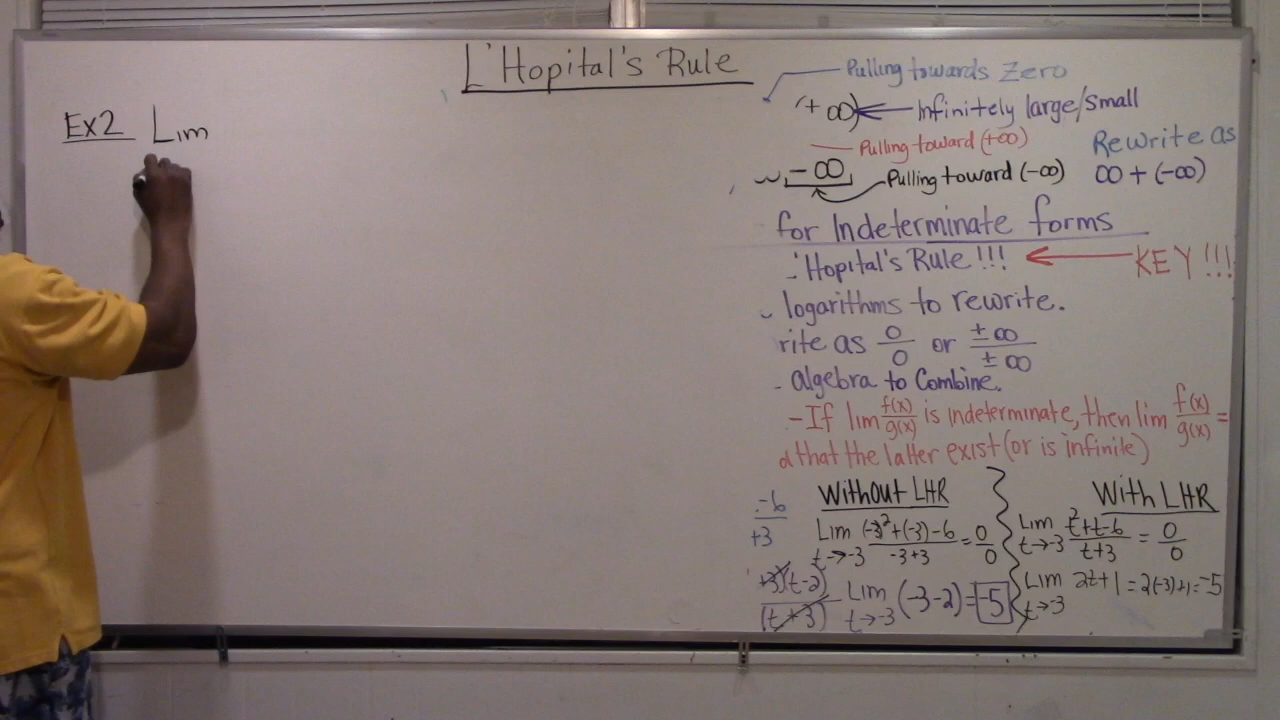 L'Hopital's Rule
Ex2 Lim
Pulling towards Zero
(+∞) Infinitely large/small
Pulling toward (+∞)
-∞ Pulling toward (-∞)
Rewrite as
∞ + (-∞)
for Indeterminate forms
L'Hopital's Rule !!! ← KEY !!!
logarithms to rewrite.
rite as 0/0 or ±∞/±∞
algebra to Combine.
-If lim f(x)/g(x) is indeterminate, then lim f(x)/g(x) =
d that the latter exist (or is infinite)
Without LHR
-6
+3
Lim t→-3 (-3)²+(-3)-6/-3+3 = 0/0
+3)(t-2)/(t+3) Lim t→-3 (-3-2) = -5
With LHR
Lim t→-3 t²+t-6/t+3 = 0/0
Lim t→-3 2t+1 = 2(-3)+1 = -5